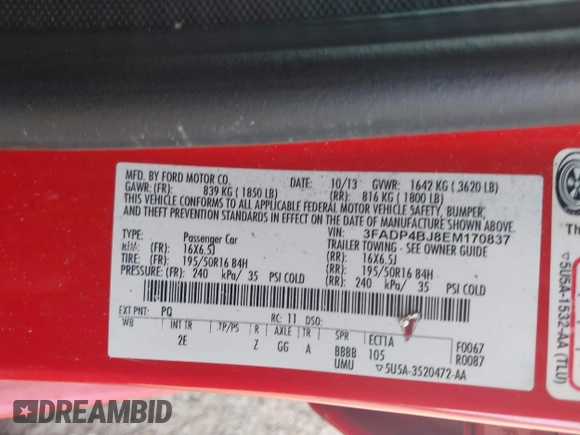 MFD. BY FORD MOTOR CO.
DATE: 10/13 GVWR: 1642 KG ( 3620 LB)
GAWR: (FR): 839 KG ( 1850 LB) (RR): 816 KG ( 1800 LB)
THIS VEHICLE CONFORMS TO ALL APPLICABLE FEDERAL MOTOR VEHICLE
SAFETY, BUMPER, AND THEFT PREVENTION STANDARDS IN EFFECT ON
THE DATE OF MANUFACTURE SHOWN ABOVE.
VIN: 3FADP4BJ8EM170837
TYPE: Passenger Car TRAILER TOWING - SEE OWNER GUIDE
RIM: (FR) 16X6.5J (RR) 16X6.5J
TIRE: (FR) 195/50R16 84H (RR) 195/50R16 84H
PRESSURE: (FR) 240 kPa/ 35 PSI COLD (RR) 240 kPa/ 35 PSI COLD
EXT PNT: PQ RC: 11 DSO:
WB INT TR TP/PS R AXLE TR SPR ECT1A F0067
2E Z GG A BBBB 105 R0087
UMU ▽5U5A-3520472-AA
▽5U5A-1532-AA (TLU)
DREAMBID